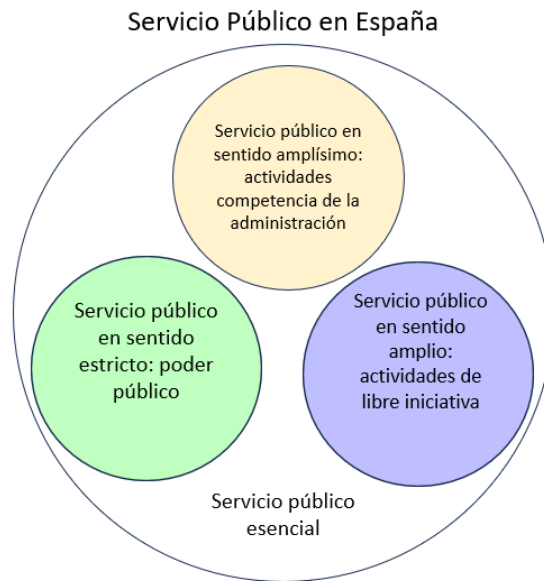 Servicio Público en España
Servicio público en
sentido amplísimo:
actividades
competencia de la
administración
Servicio público
en sentido
estricto: poder
público
Servicio público
en sentido
amplio:
actividades de
libre iniciativa
Servicio público
esencial